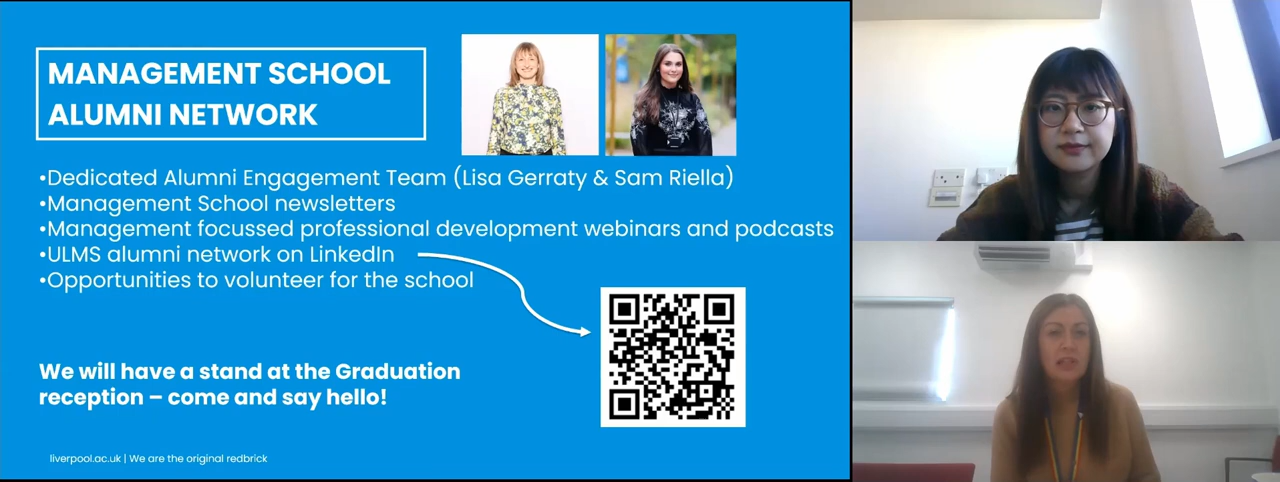 MANAGEMENT SCHOOL
ALUMNI NETWORK
•Dedicated Alumni Engagement Team (Lisa Gerraty & Sam Riella)
•Management School newsletters
•Management focussed professional development webinars and podcasts
•ULMS alumni network on LinkedIn
•Opportunities to volunteer for the school
We will have a stand at the Graduation
reception – come and say hello!
liverpool.ac.uk | We are the original redbrick